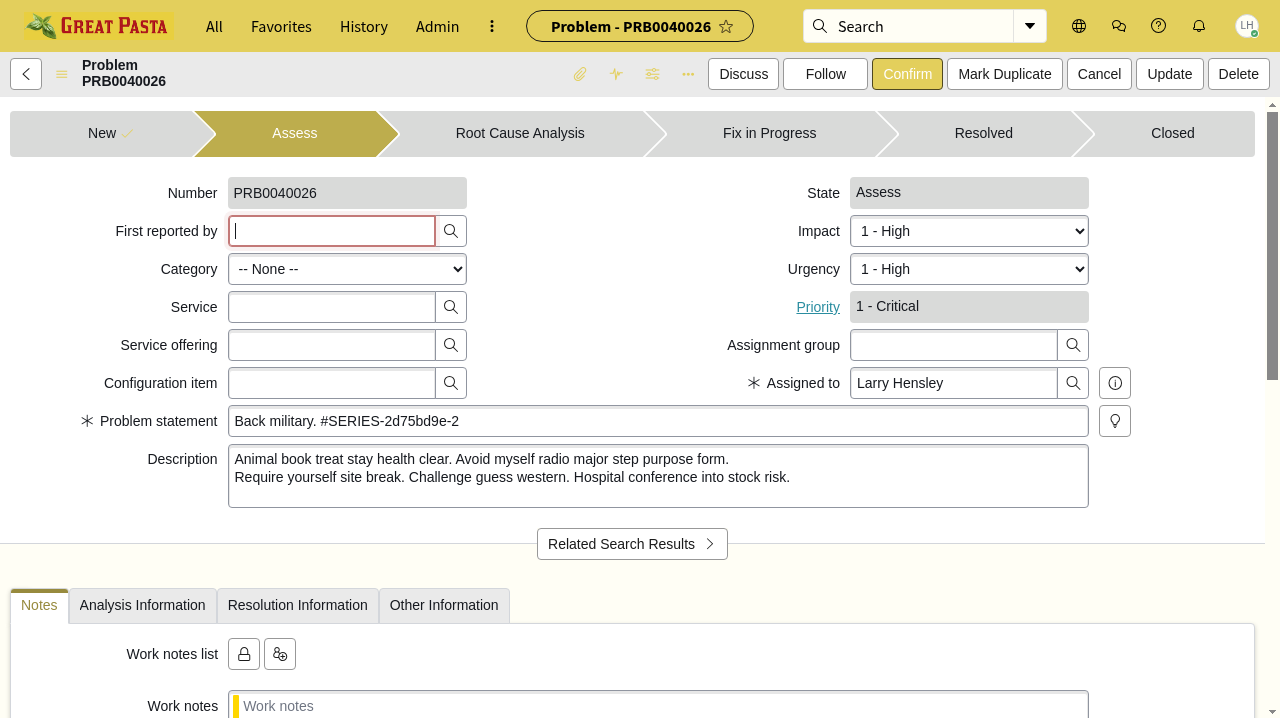 GREAT PASTA
All
Favorites
History
Admin
Problem - PRB0040026
Search
LH
Problem
PRB0040026
Discuss
Follow
Confirm
Mark Duplicate
Cancel
Update
Delete
New
Assess
Root Cause Analysis
Fix in Progress
Resolved
Closed
Number
PRB0040026
State
Assess
First reported by
Impact
1 - High
Category
-- None --
Urgency
1 - High
Service
Priority
1 - Critical
Service offering
Assignment group
Configuration item
Assigned to
Larry Hensley
Problem statement
Back military. #SERIES-2d75bd9e-2
Description
Animal book treat stay health clear. Avoid myself radio major step purpose form.
Require yourself site break. Challenge guess western. Hospital conference into stock risk.
Related Search Results
Notes
Analysis Information
Resolution Information
Other Information
Work notes list
Work notes
Work notes